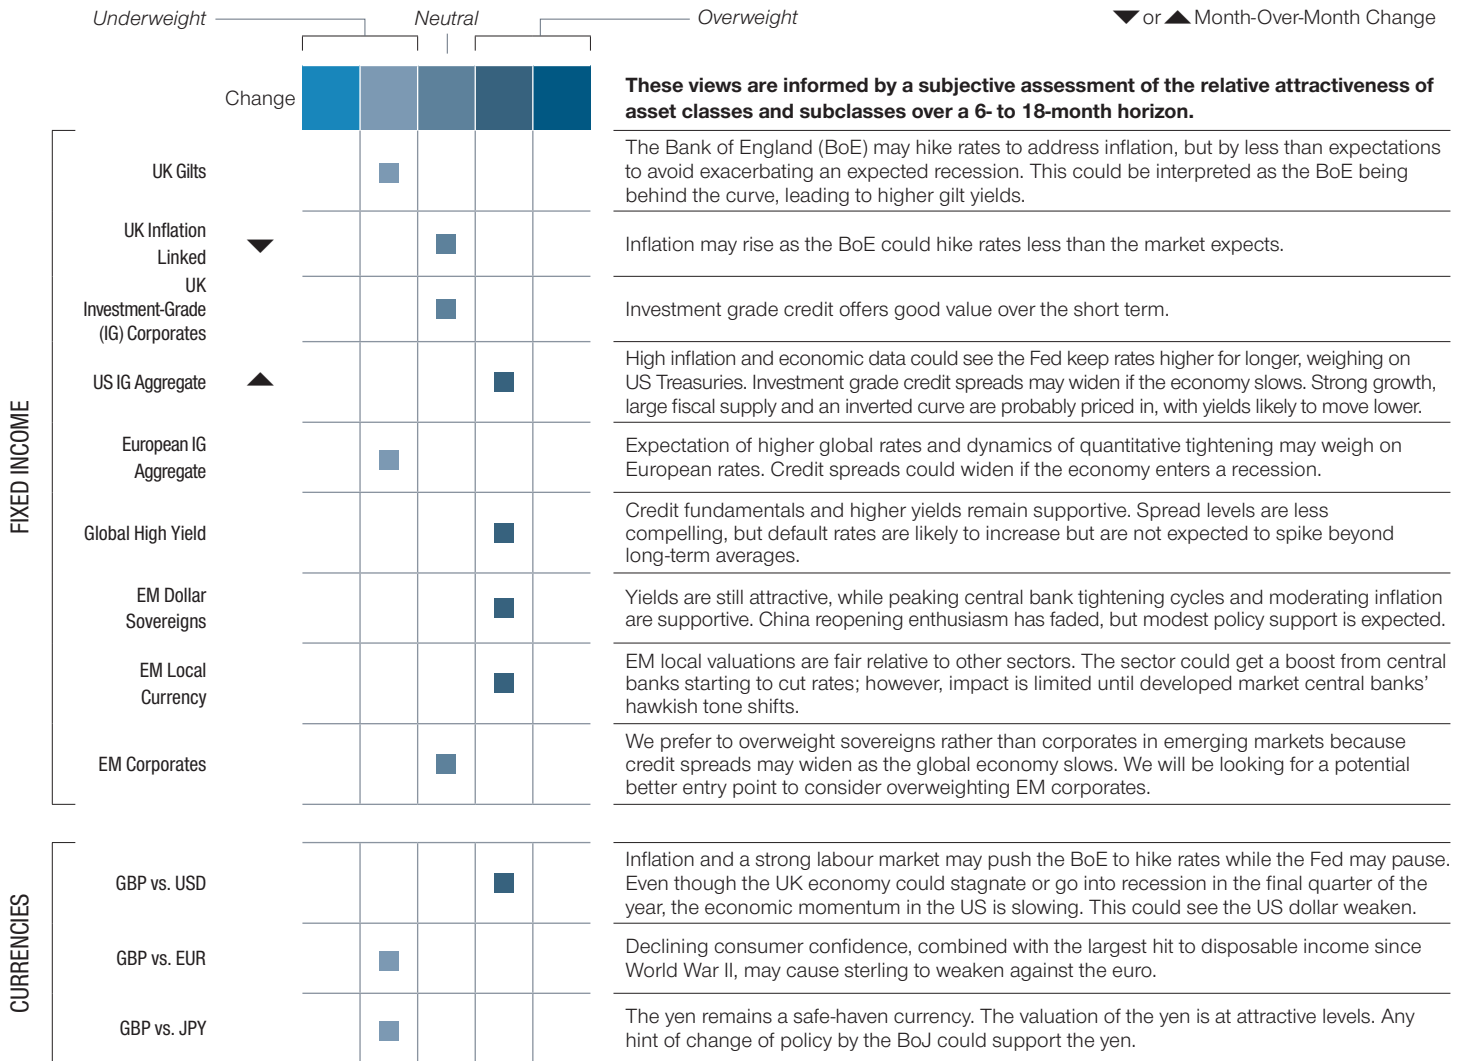 Underweight
Neutral
Overweight
▼ or ▲ Month-Over-Month Change
Change
These views are informed by a subjective assessment of the relative attractiveness of
asset classes and subclasses over a 6- to 18-month horizon.
FIXED INCOME
UK Gilts
The Bank of England (BoE) may hike rates to address inflation, but by less than expectations
to avoid exacerbating an expected recession. This could be interpreted as the BoE being
behind the curve, leading to higher gilt yields.
UK Inflation
Linked
▼
Inflation may rise as the BoE could hike rates less than the market expects.
UK
Investment-Grade
(IG) Corporates
Investment grade credit offers good value over the short term.
US IG Aggregate
▲
High inflation and economic data could see the Fed keep rates higher for longer, weighing on
US Treasuries. Investment grade credit spreads may widen if the economy slows. Strong growth,
large fiscal supply and an inverted curve are probably priced in, with yields likely to move lower.
European IG
Aggregate
Expectation of higher global rates and dynamics of quantitative tightening may weigh on
European rates. Credit spreads could widen if the economy enters a recession.
Global High Yield
Credit fundamentals and higher yields remain supportive. Spread levels are less
compelling, but default rates are likely to increase but are not expected to spike beyond
long-term averages.
EM Dollar
Sovereigns
Yields are still attractive, while peaking central bank tightening cycles and moderating inflation
are supportive. China reopening enthusiasm has faded, but modest policy support is expected.
EM Local
Currency
EM local valuations are fair relative to other sectors. The sector could get a boost from central
banks starting to cut rates; however, impact is limited until developed market central banks’
hawkish tone shifts.
EM Corporates
We prefer to overweight sovereigns rather than corporates in emerging markets because
credit spreads may widen as the global economy slows. We will be looking for a potential
better entry point to consider overweighting EM corporates.
CURRENCIES
GBP vs. USD
Inflation and a strong labour market may push the BoE to hike rates while the Fed may pause.
Even though the UK economy could stagnate or go into recession in the final quarter of the
year, the economic momentum in the US is slowing. This could see the US dollar weaken.
GBP vs. EUR
Declining consumer confidence, combined with the largest hit to disposable income since
World War II, may cause sterling to weaken against the euro.
GBP vs. JPY
The yen remains a safe-haven currency. The valuation of the yen is at attractive levels. Any
hint of change of policy by the BoJ could support the yen.